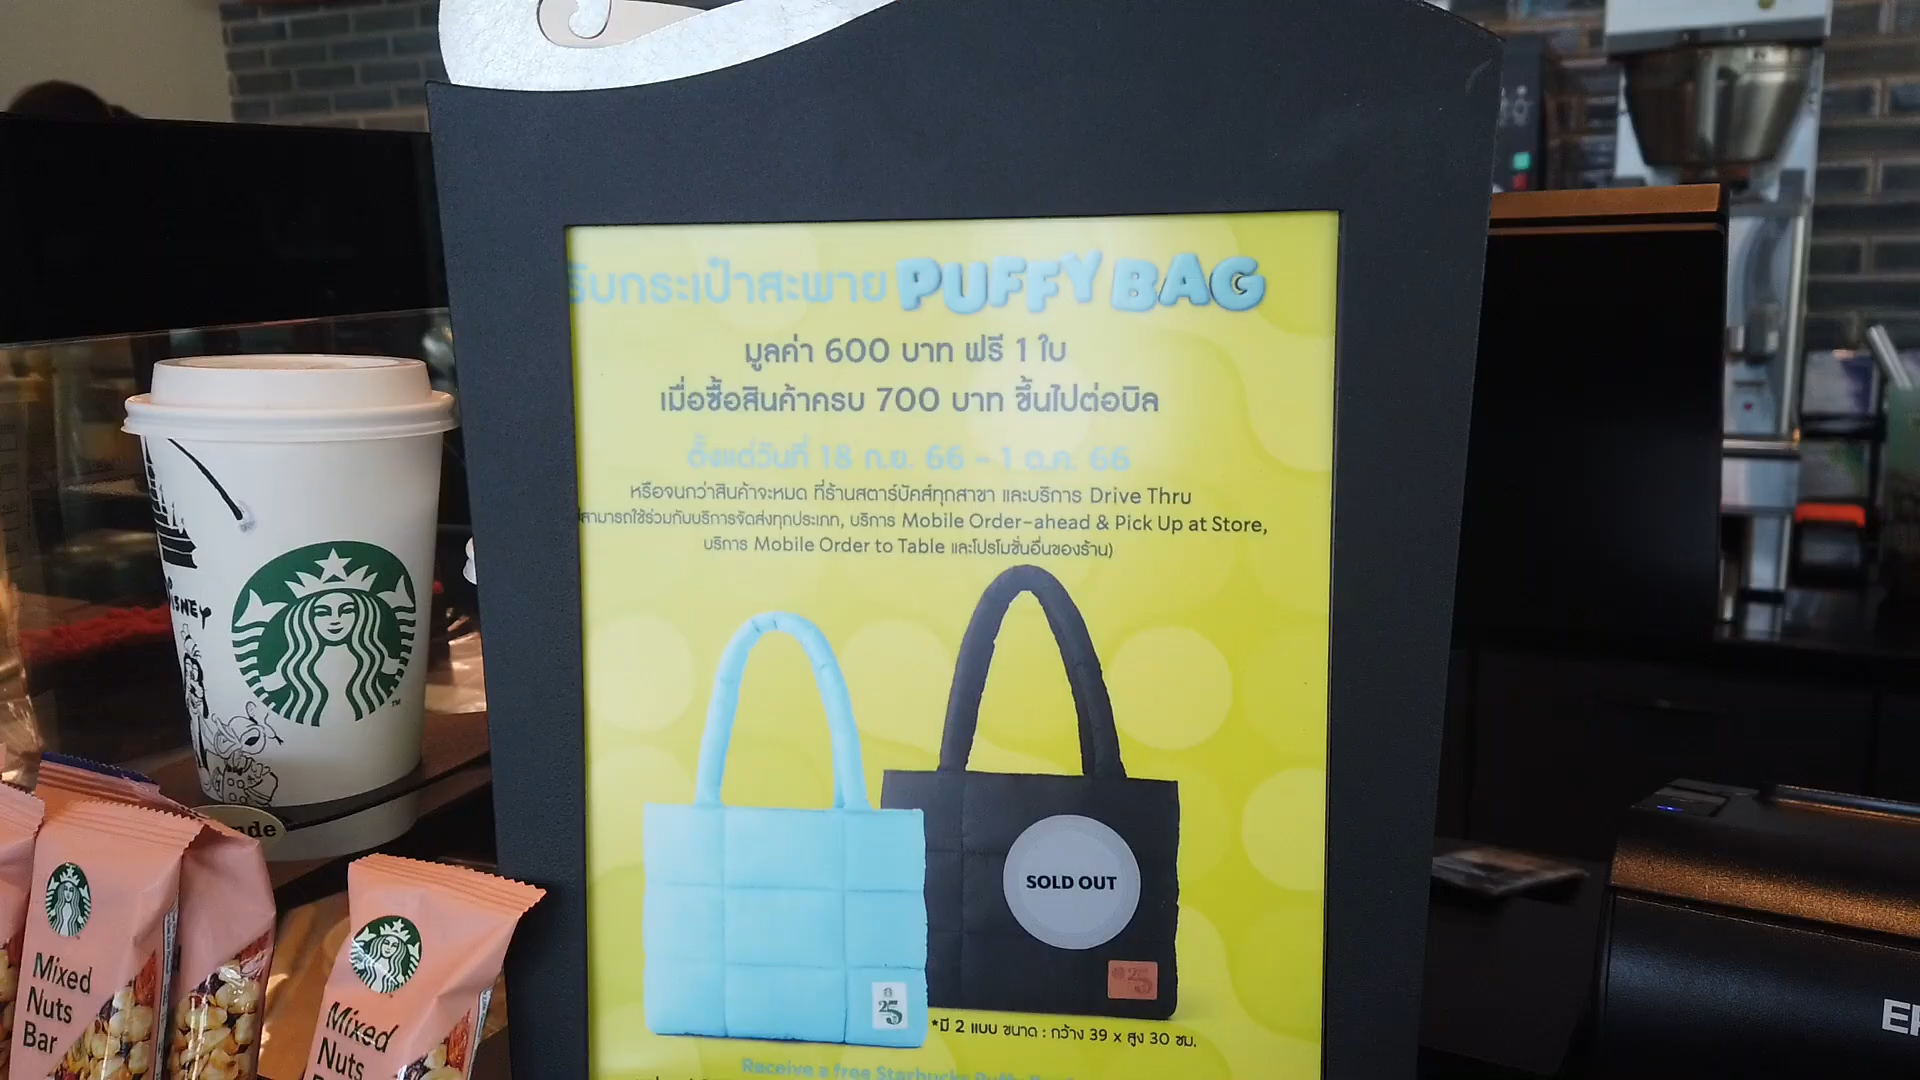 รับกระเป๋าสะพาย PUFFY BAG
มูลค่า 600 บาท ฟรี 1 ใบ
เมื่อซื้อสินค้าครบ 700 บาท ขึ้นไปต่อบิล
ตั้งแต่วันที่ 18 ก.ย. 66 - 1 ต.ค. 66
หรือจนกว่าสินค้าจะหมด ที่ร้านสตาร์บัคส์ทุกสาขา และบริการ Drive Thru
สามารถใช้ร่วมกับบริการจัดส่งทุกประเภท, บริการ Mobile Order-ahead & Pick Up at Store,
บริการ Mobile Order to Table และโปรโมชั่นอื่นของร้าน)
SOLD OUT
25
25
*มี 2 แบบ ขนาด : กว้าง 39 x สูง 30 ซม.
Receive a free Starbucks
DISNEY
TM
Mixed
Nuts
Bar
Mixed
Nuts